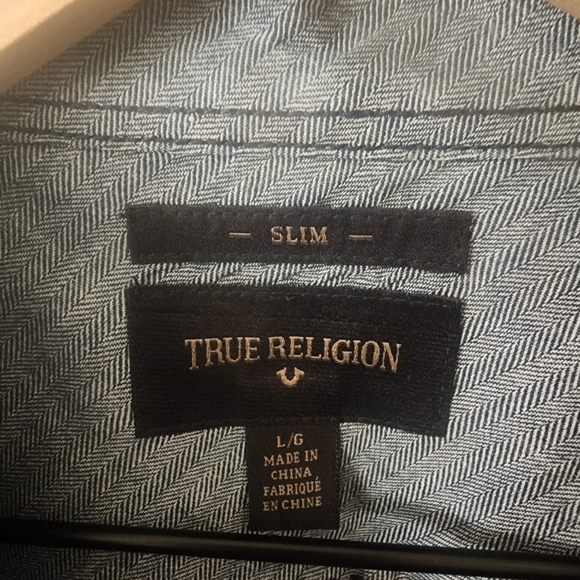 — SLIM —
TRUE RELIGION
L/G
MADE IN
CHINA
FABRIQUÉ
EN CHINE